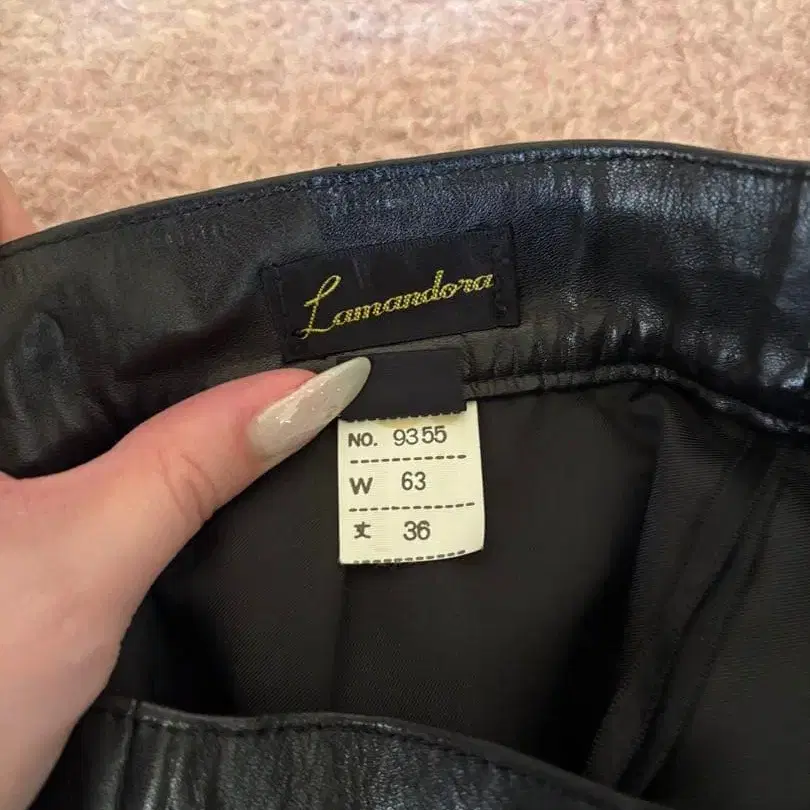 Lamandora
NO. 9355
W 63
丈 36